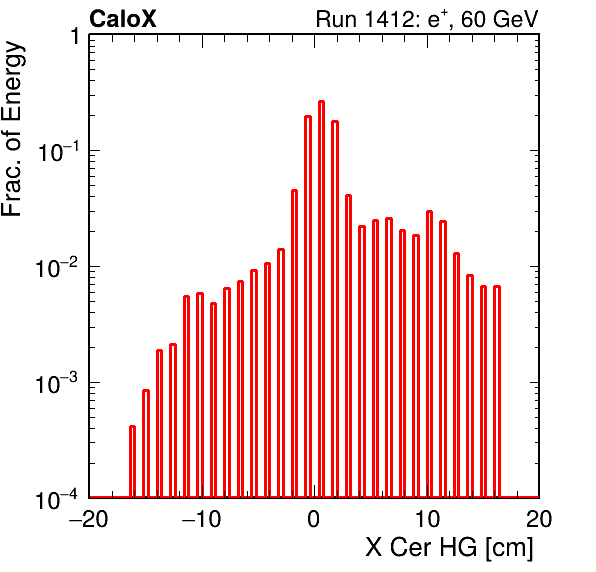 CaloX Run 1412: e⁺, 60 GeV
Frac. of Energy
1
10⁻¹
10⁻²
10⁻³
10⁻⁴
−20 −10 0 10 20
X Cer HG [cm]